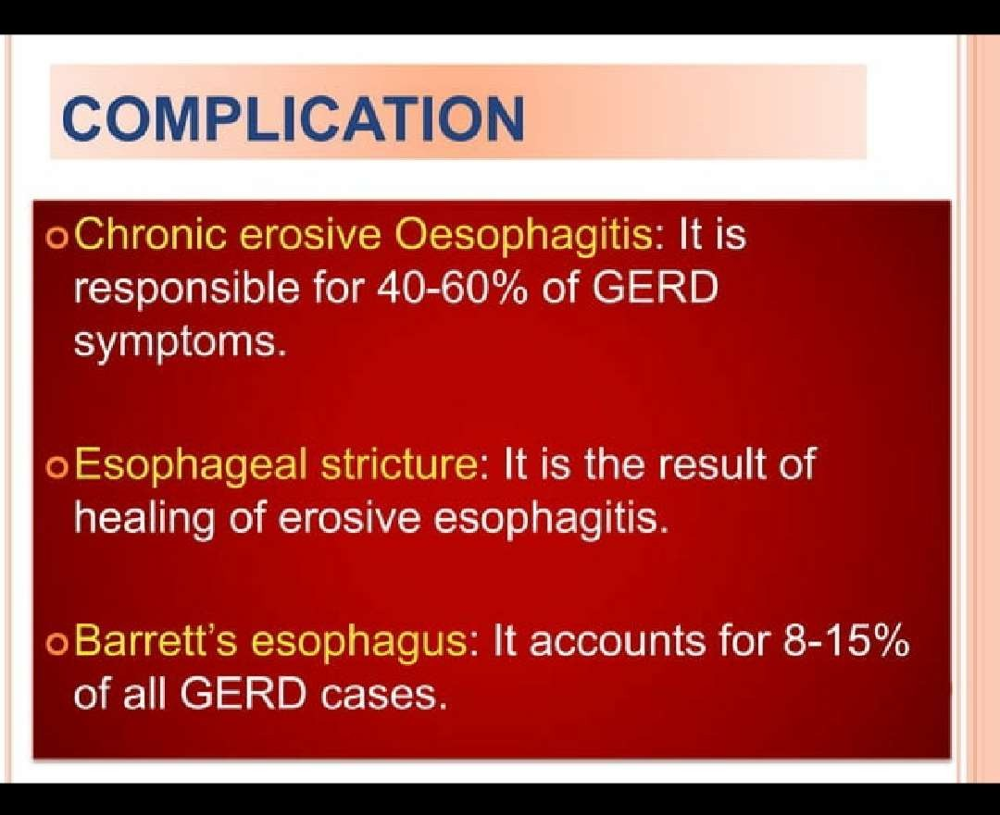 COMPLICATION
Chronic erosive Oesophagitis: It is
responsible for 40-60% of GERD
symptoms.
Esophageal stricture: It is the result of
healing of erosive esophagitis.
Barrett’s esophagus: It accounts for 8-15%
of all GERD cases.